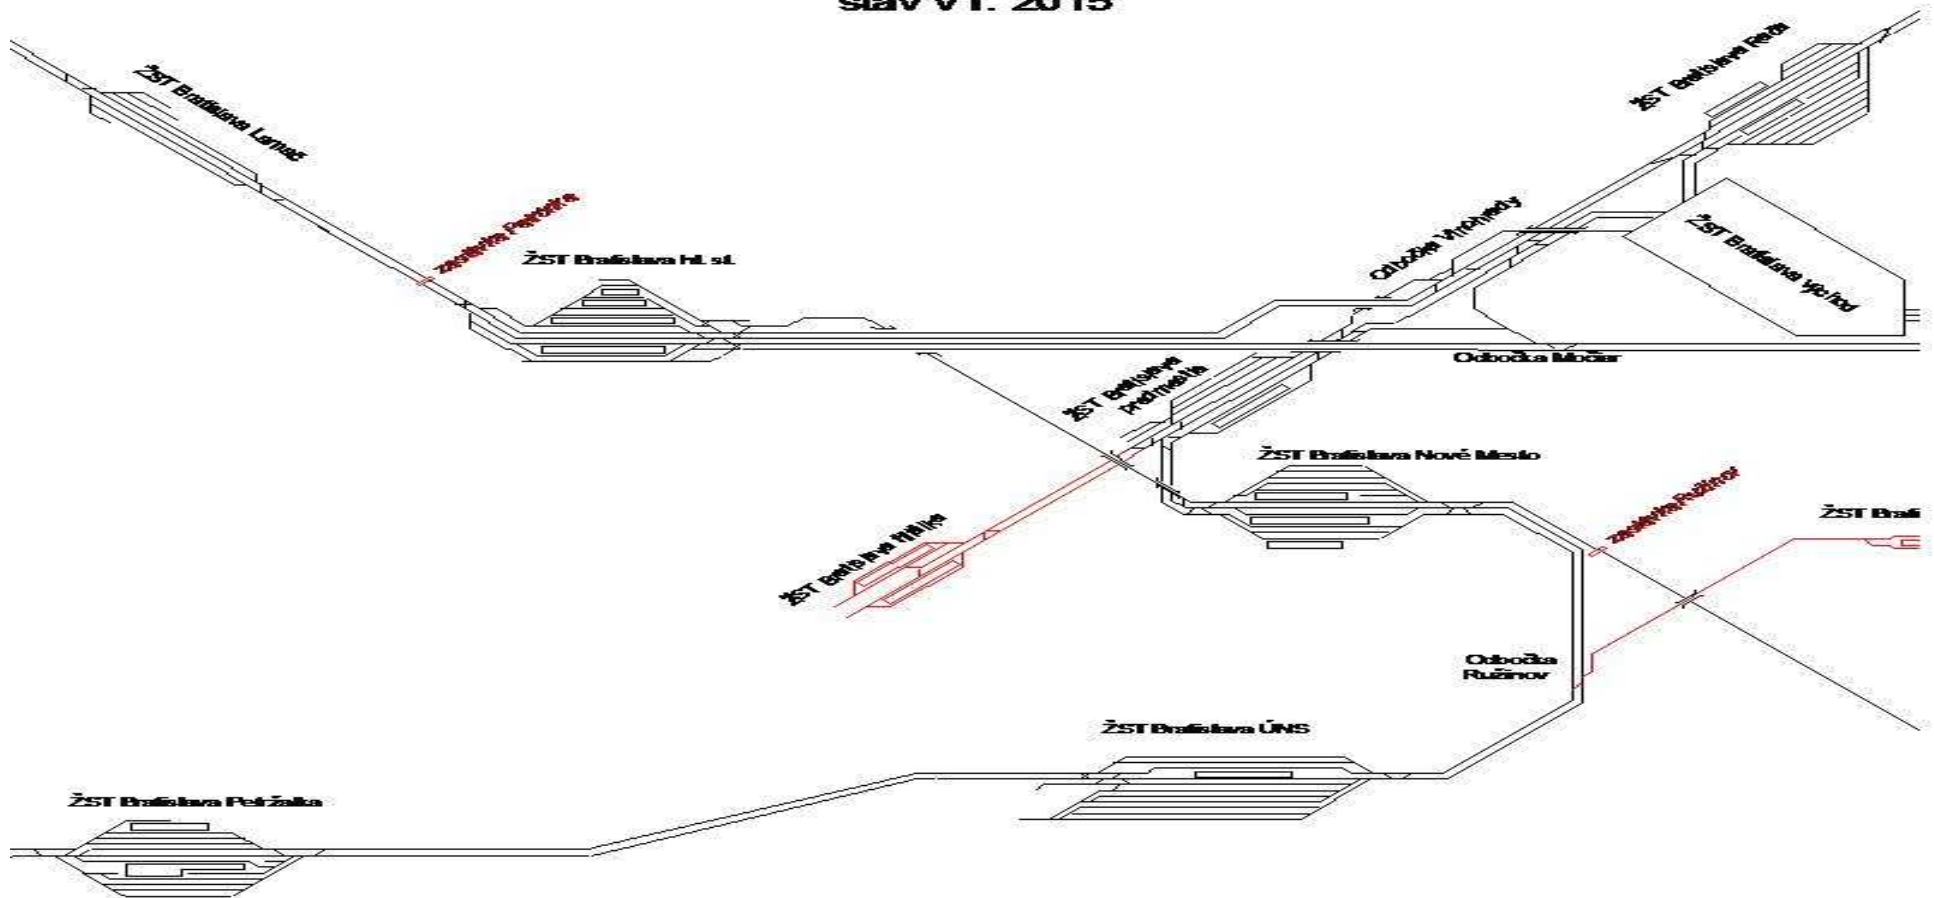 stav v r. 2015
ŽST Bratislava Rača
ŽST Bratislava Lamač
zastávka Patrónka
ŽST Bratislava hl. st.
Odbočka Vinohrady
ŽST Bratislava východ
Odbočka Močiar
ŽST Bratislava
predmestie
ŽST Bratislava Nové Mesto
zastávka Ružinov
ŽST Brati
ŽST Bratislava filiálka
Odbočka
Ružinov
ŽST Bratislava ÚNS
ŽST Bratislava Petržalka